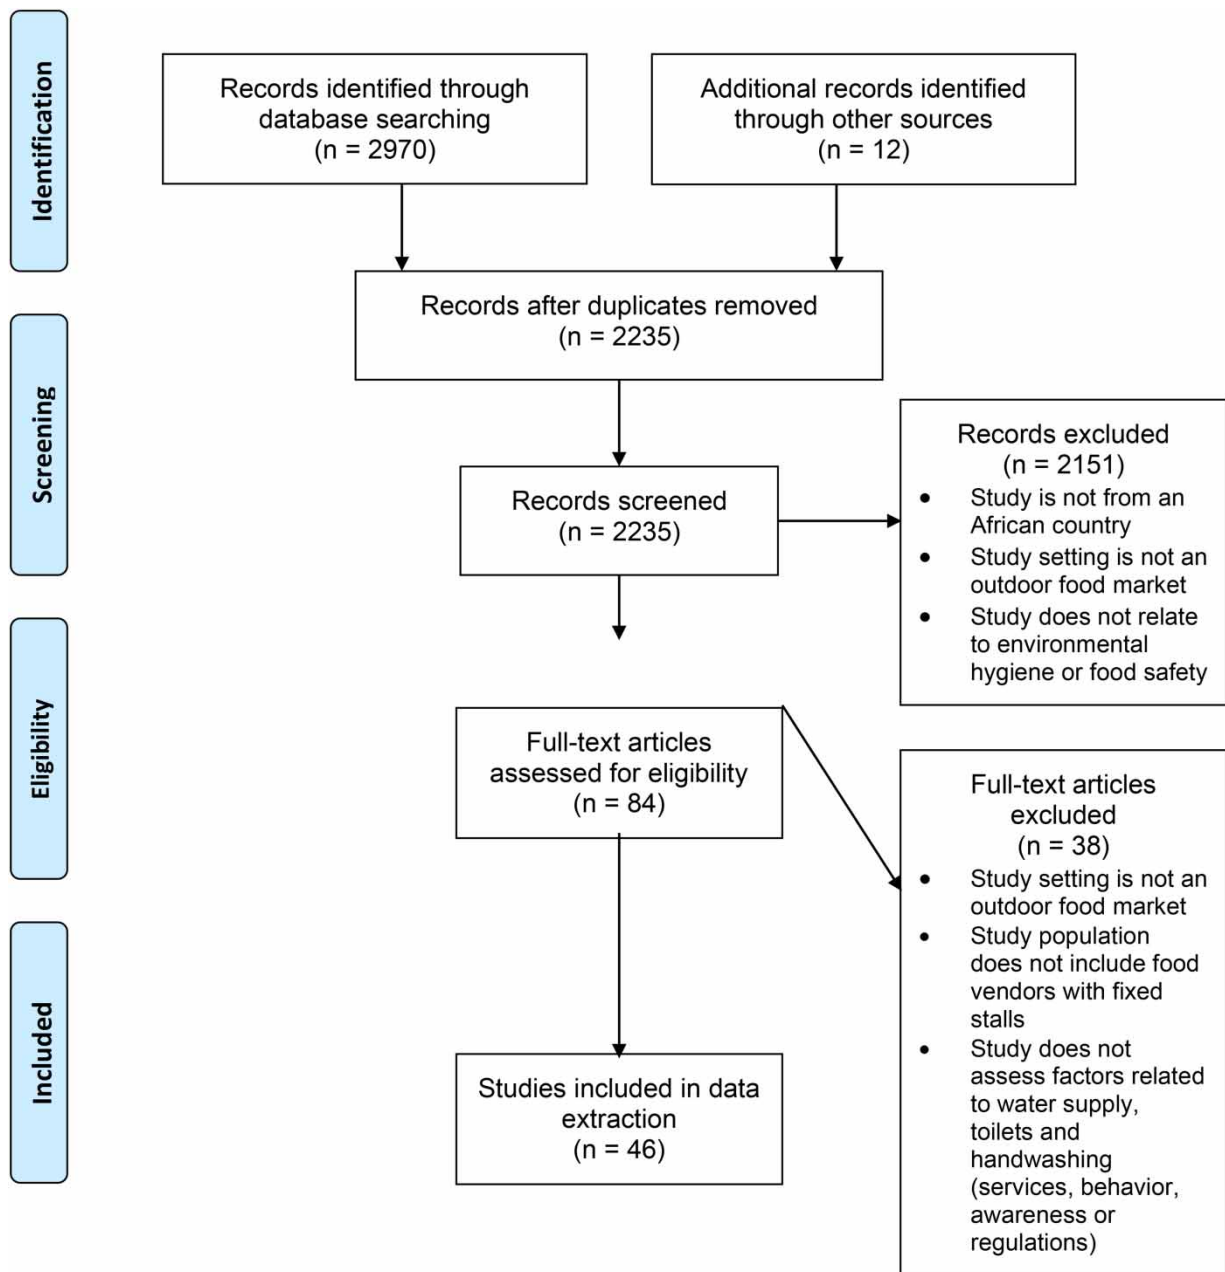 Identification
Records identified through
database searching
(n = 2970)
Additional records identified
through other sources
(n = 12)
Records after duplicates removed
(n = 2235)
Screening
Records screened
(n = 2235)
Records excluded
(n = 2151)
• Study is not from an
African country
• Study setting is not an
outdoor food market
• Study does not relate
to environmental
hygiene or food safety
Eligibility
Full-text articles
assessed for eligibility
(n = 84)
Full-text articles
excluded
(n = 38)
• Study setting is not an
outdoor food market
• Study population
does not include food
vendors with fixed
stalls
• Study does not
assess factors related
to water supply,
toilets and
handwashing
(services, behavior,
awareness or
regulations)
Included
Studies included in data
extraction
(n = 46)